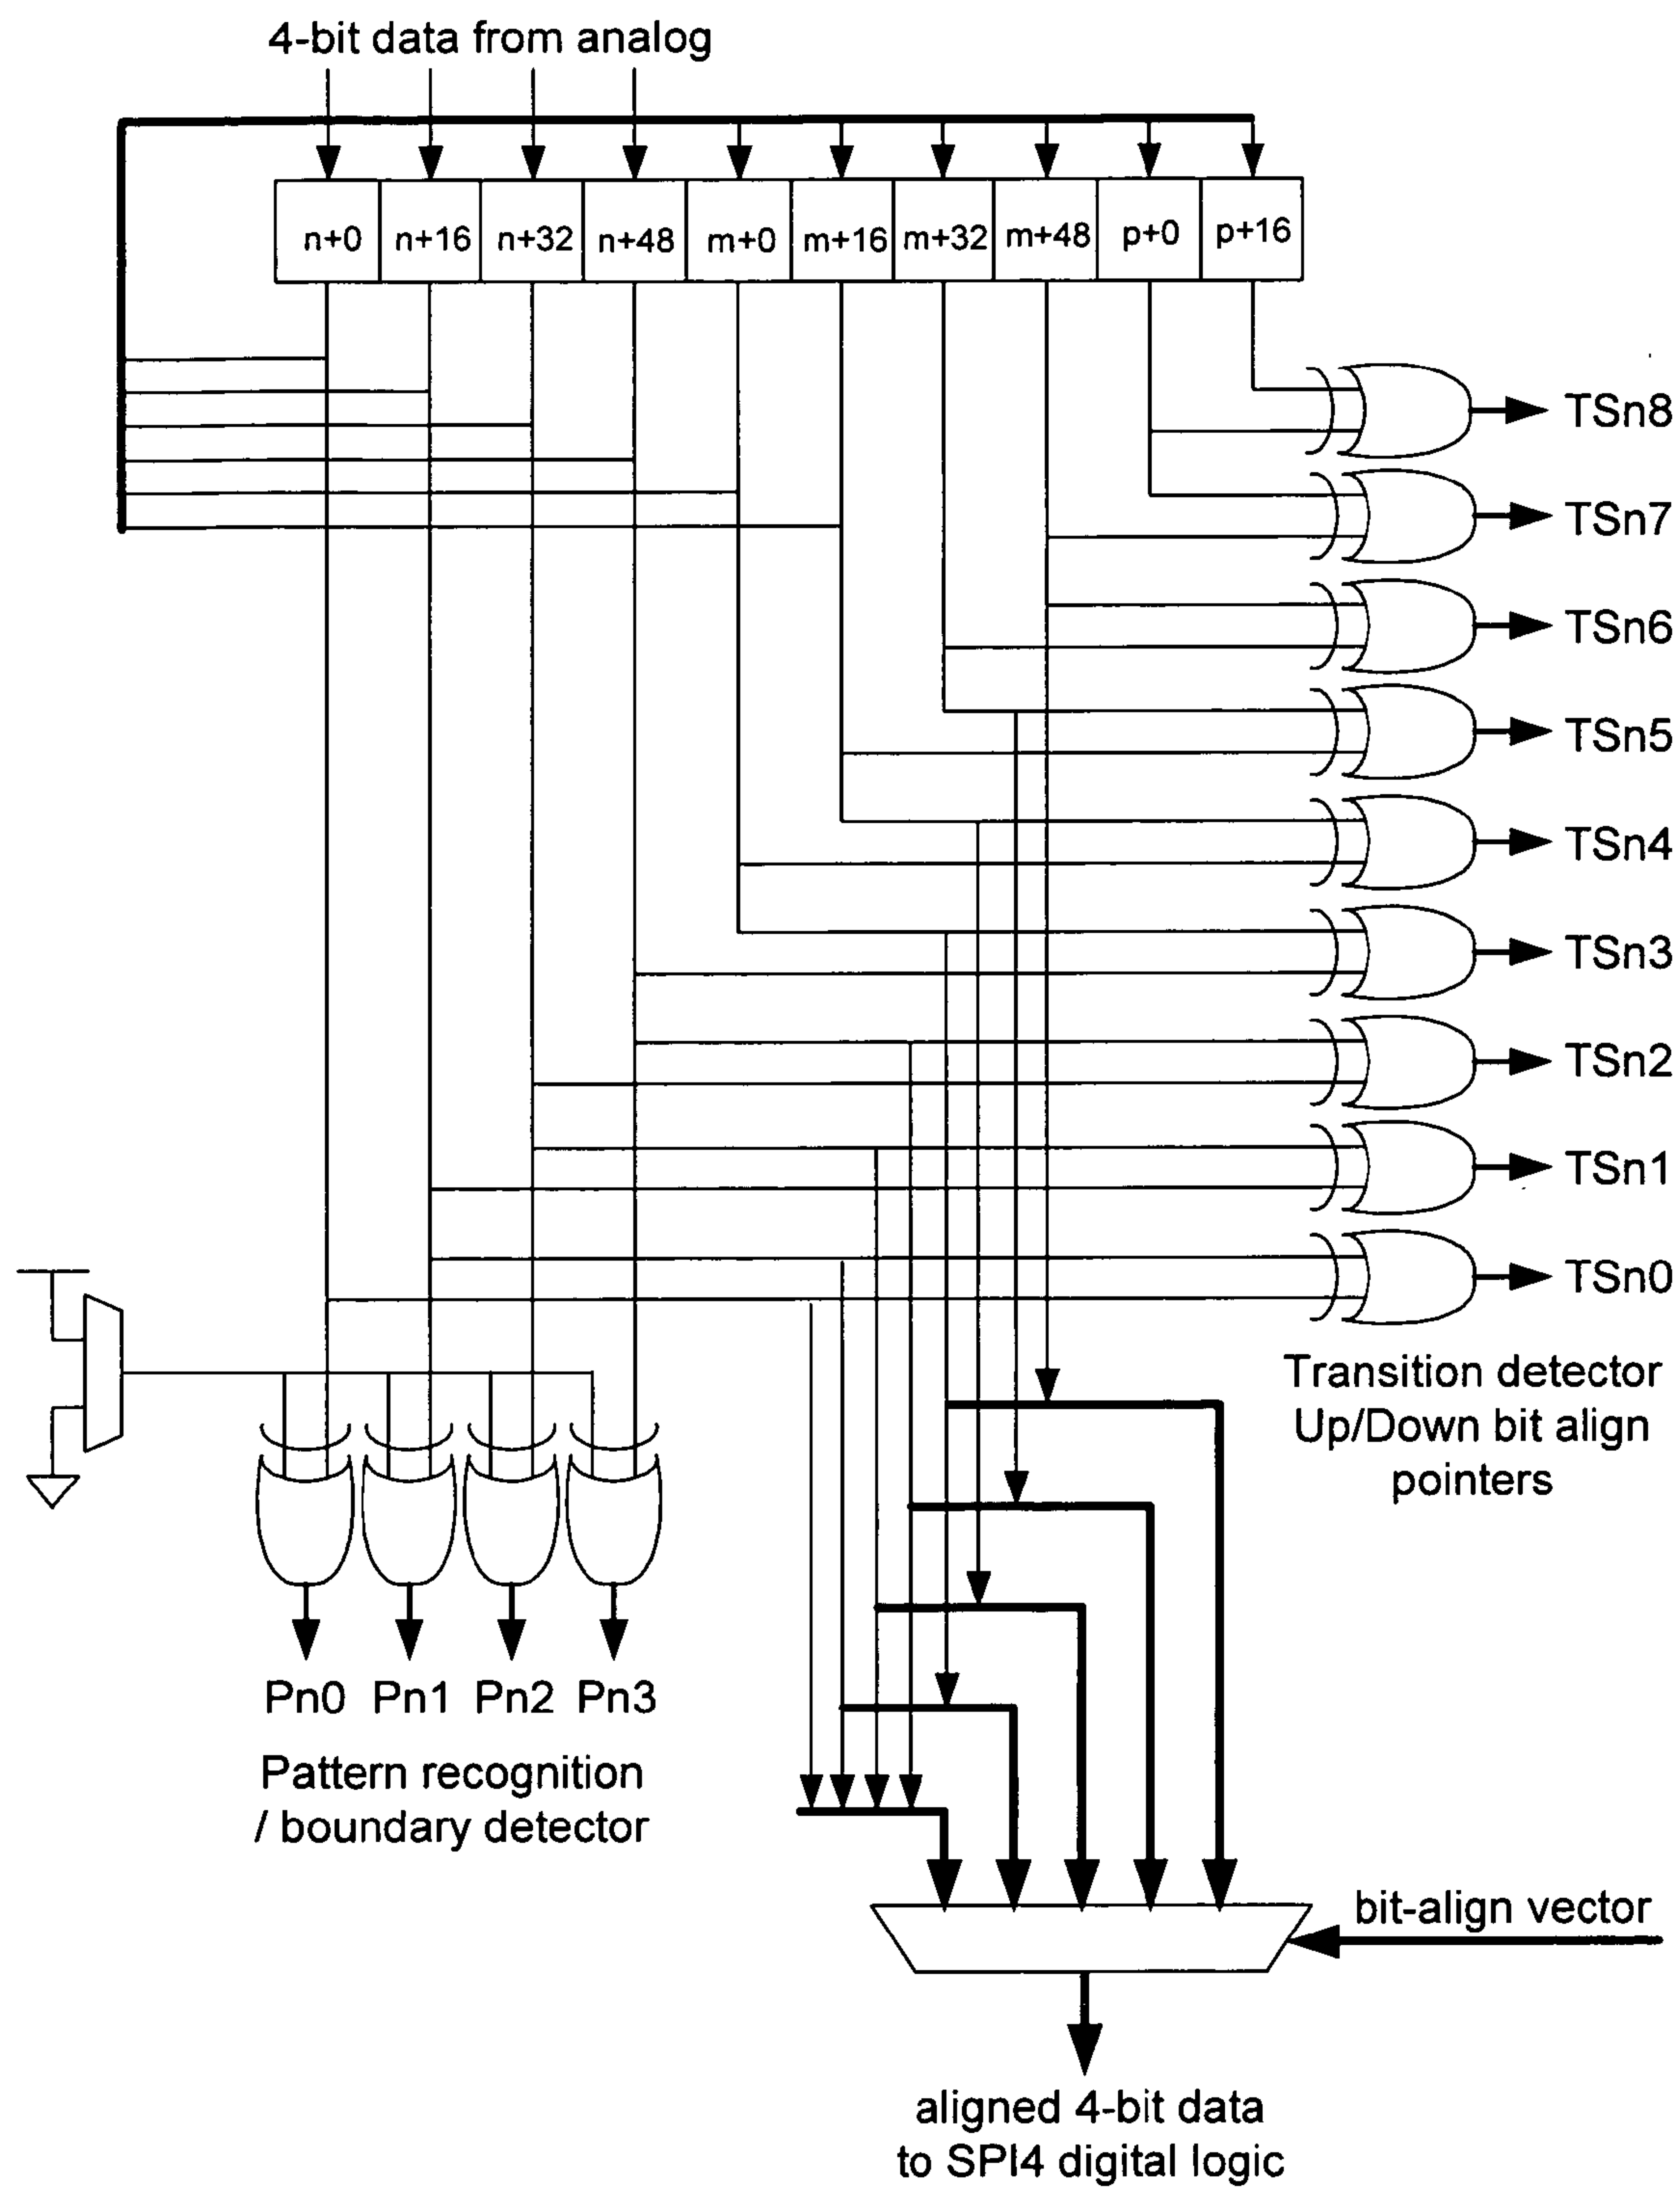 4-bit data from analog
n+0 n+16 n+32 n+48 m+0 m+16 m+32 m+48 p+0 p+16
TSn8
TSn7
TSn6
TSn5
TSn4
TSn3
TSn2
TSn1
TSn0
Transition detector
Up/Down bit align
pointers
Pn0 Pn1 Pn2 Pn3
Pattern recognition
/ boundary detector
bit-align vector
aligned 4-bit data
to SPI4 digital logic